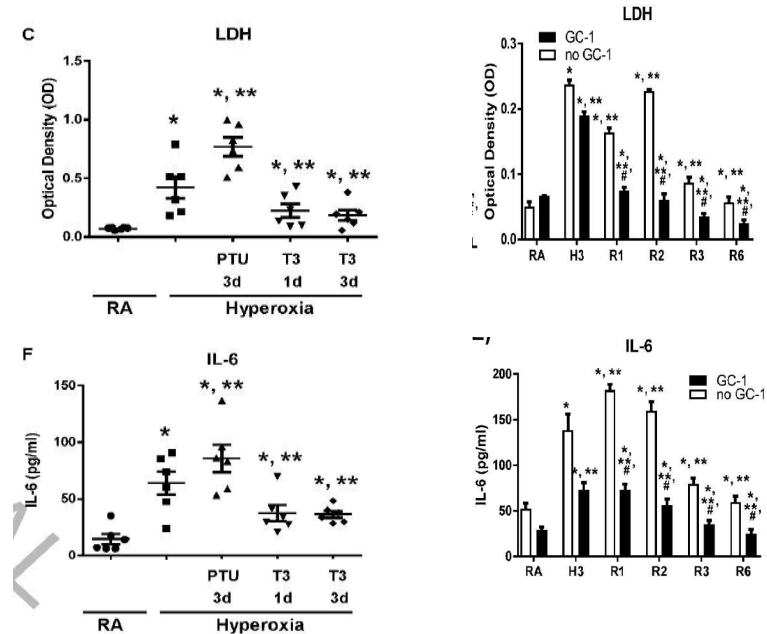 C
LDH
Optical Density (OD)
1.5
1.0
0.5
0.0
*
*, **
*, **
*, **
PTU
3d
T3
1d
T3
3d
RA
Hyperoxia
LDH
GC-1
no GC-1
Optical Density (OD)
0.3
0.2
0.1
0.0
*
*, **
*, **
*,
**,
#
*, **
*,
**,
#
*, **
*,
**,
#
*, **
*,
**,
#
RA
H3
R1
R2
R3
R6
F
IL-6
IL-6 (pg/ml)
150
100
50
0
*
*, **
*, **
*, **
PTU
3d
T3
1d
T3
3d
RA
Hyperoxia
IL-6
GC-1
no GC-1
IL-6 (pg/ml)
200
150
100
50
0
*
*, **
*, **
*,
**,
#
*, **
*,
**,
#
*, **
*,
**,
#
*, **
*,
**,
#
RA
H3
R1
R2
R3
R6